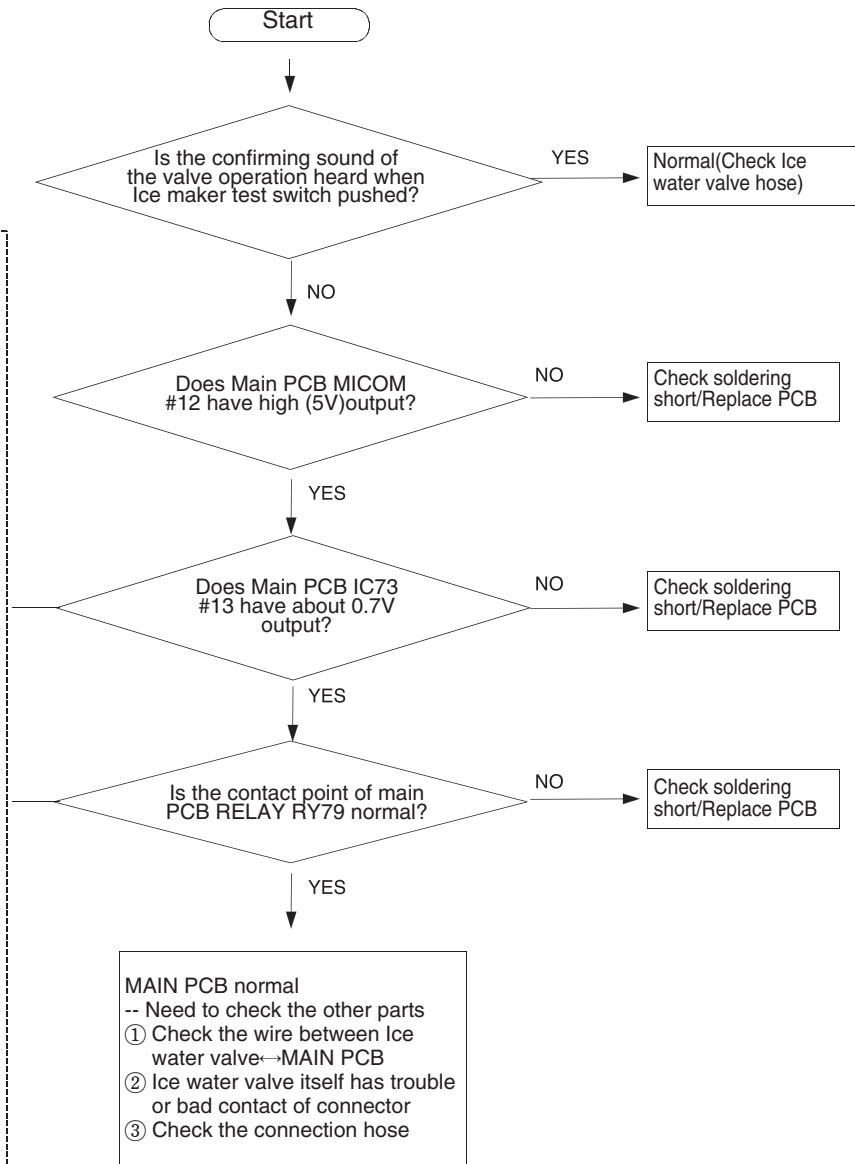 Start
Is the confirming sound of
the valve operation heard when
Ice maker test switch pushed?
YES
Normal(Check Ice
water valve hose)
NO
Does Main PCB MICOM
#12 have high (5V)output?
NO
Check soldering
short/Replace PCB
YES
Does Main PCB IC73
#13 have about 0.7V
output?
NO
Check soldering
short/Replace PCB
YES
Is the contact point of main
PCB RELAY RY79 normal?
NO
Check soldering
short/Replace PCB
YES
MAIN PCB normal
-- Need to check the other parts
① Check the wire between Ice
water valve↔MAIN PCB
② Ice water valve itself has trouble
or bad contact of connector
③ Check the connection hose